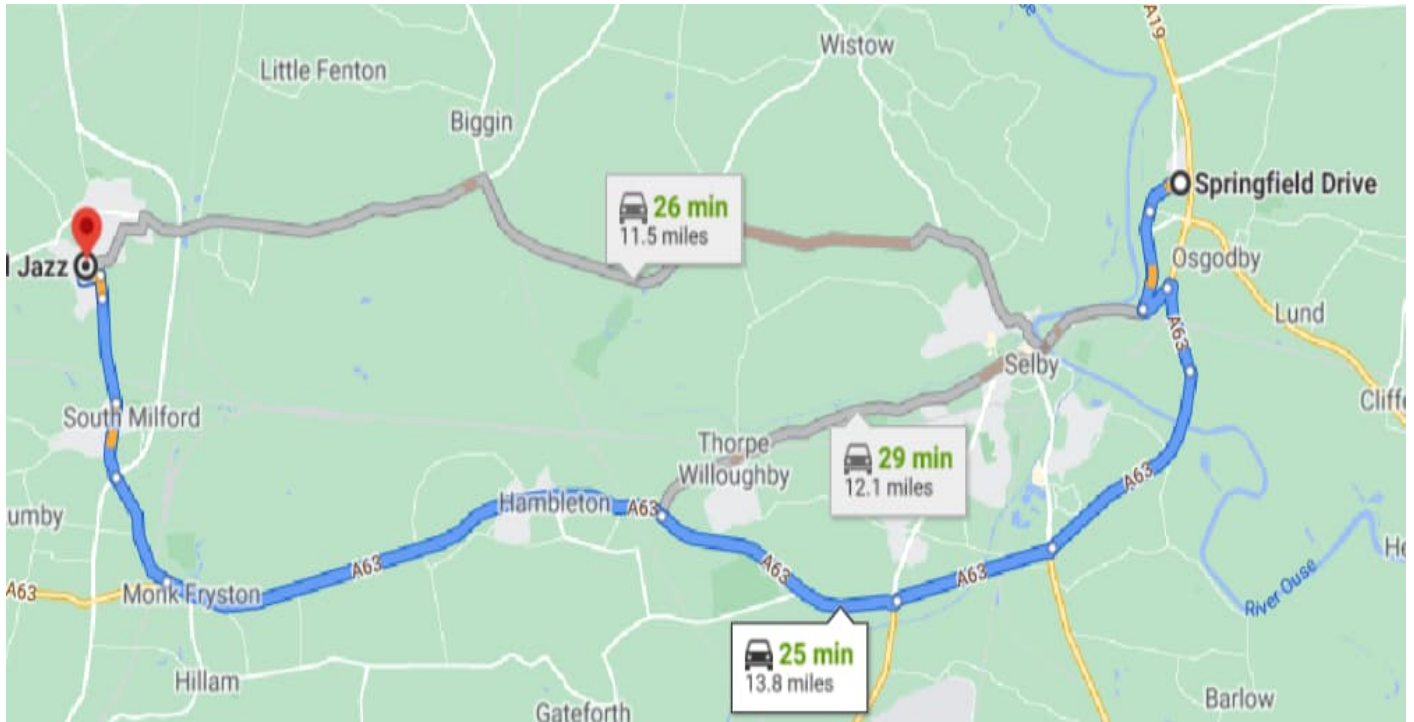 A19
Wistow
Little Fenton
Biggin
26 min
11.5 miles
Springfield Drive
Osgodby
Jazz
Lund
A63
Selby
Cliffe
South Milford
Thorpe
Willoughby
29 min
12.1 miles
A63
Hambleton
A63
umby
He
A63
A63
A63
A63
Monk Fryston
River Ouse
25 min
13.8 miles
Hillam
Barlow
Gateforth